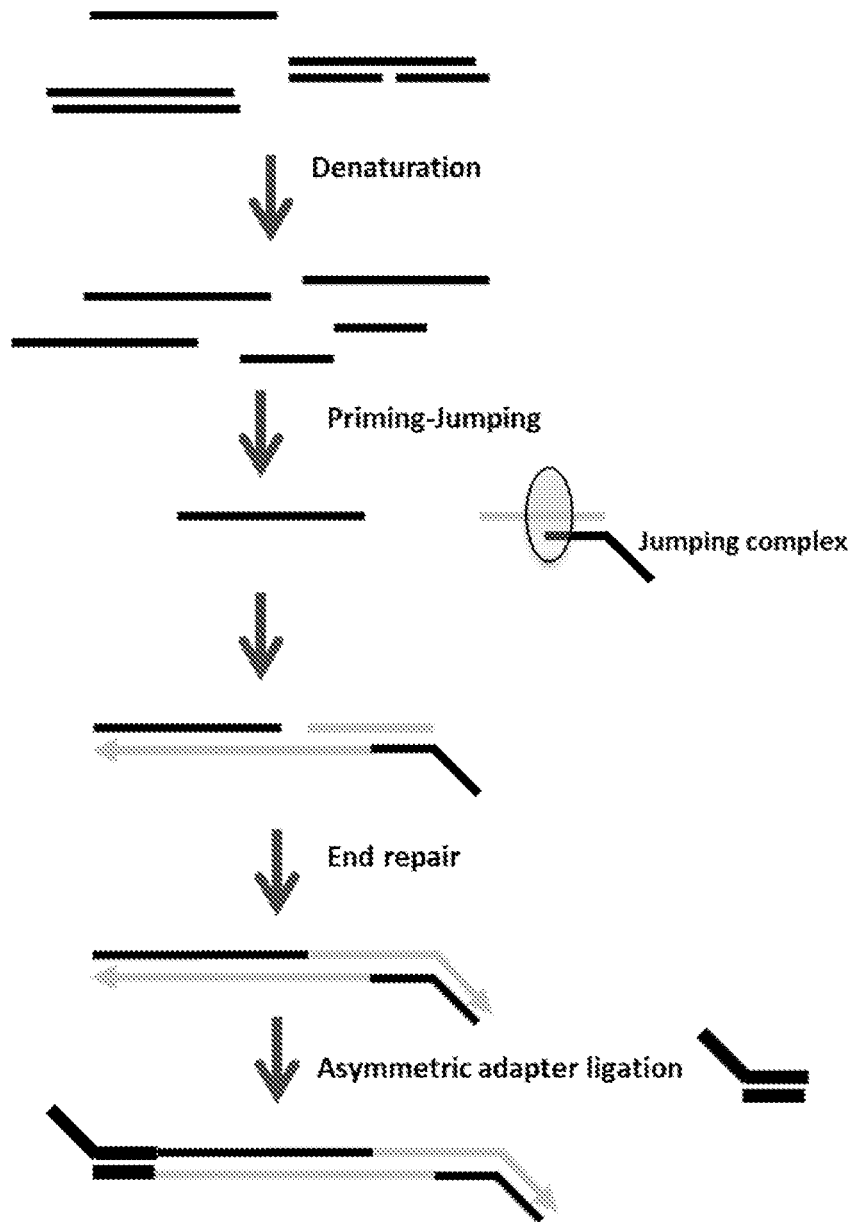 Denaturation
Priming-Jumping
Jumping complex
End repair
Asymmetric adapter ligation